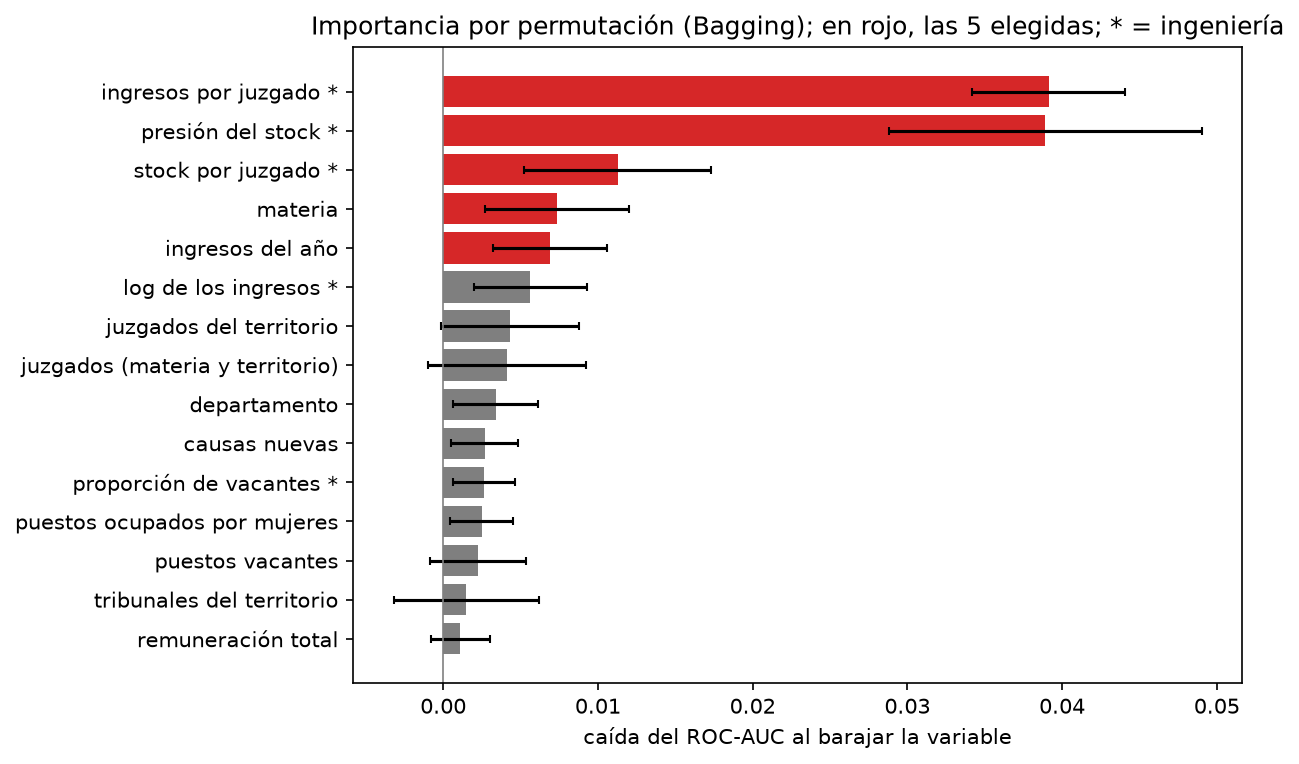 Importancia por permutación (Bagging); en rojo, las 5 elegidas; * = ingeniería
ingresos por juzgado *
presión del stock *
stock por juzgado *
materia
ingresos del año
log de los ingresos *
juzgados del territorio
juzgados (materia y territorio)
departamento
causas nuevas
proporción de vacantes *
puestos ocupados por mujeres
puestos vacantes
tribunales del territorio
remuneración total
0.00 0.01 0.02 0.03 0.04 0.05
caída del ROC-AUC al barajar la variable